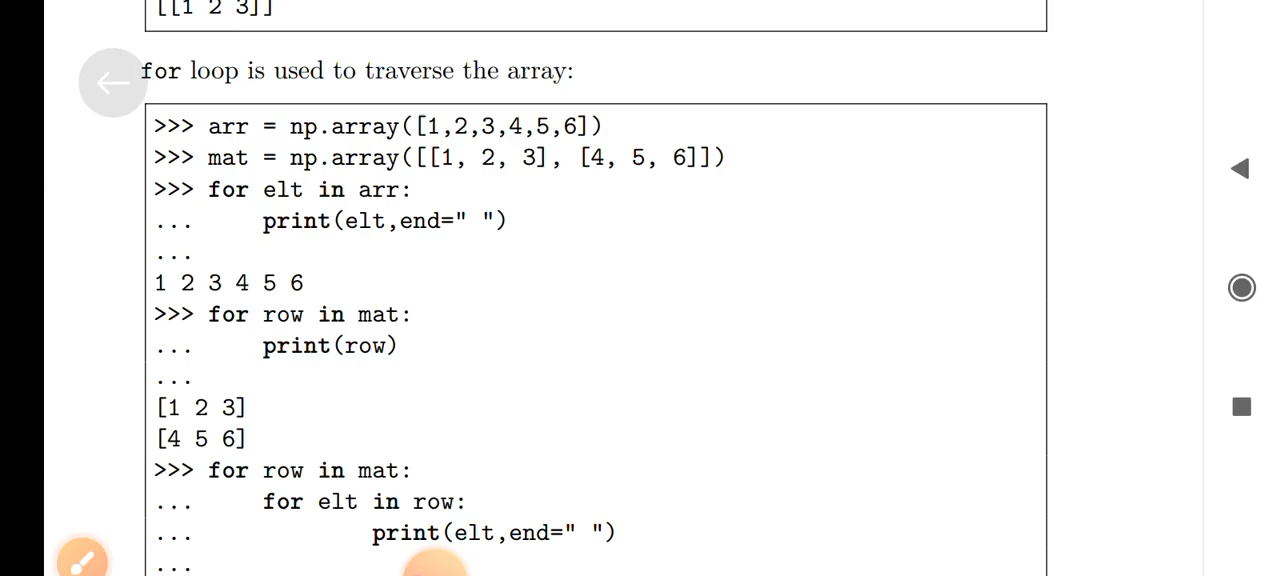 [[1 2 3]]
for loop is used to traverse the array:
>>> arr = np.array([1,2,3,4,5,6])
>>> mat = np.array([[1, 2, 3], [4, 5, 6]])
>>> for elt in arr:
...     print(elt,end=" ")
...
1 2 3 4 5 6
>>> for row in mat:
...     print(row)
...
[1 2 3]
[4 5 6]
>>> for row in mat:
...     for elt in row:
...             print(elt,end=" ")
...